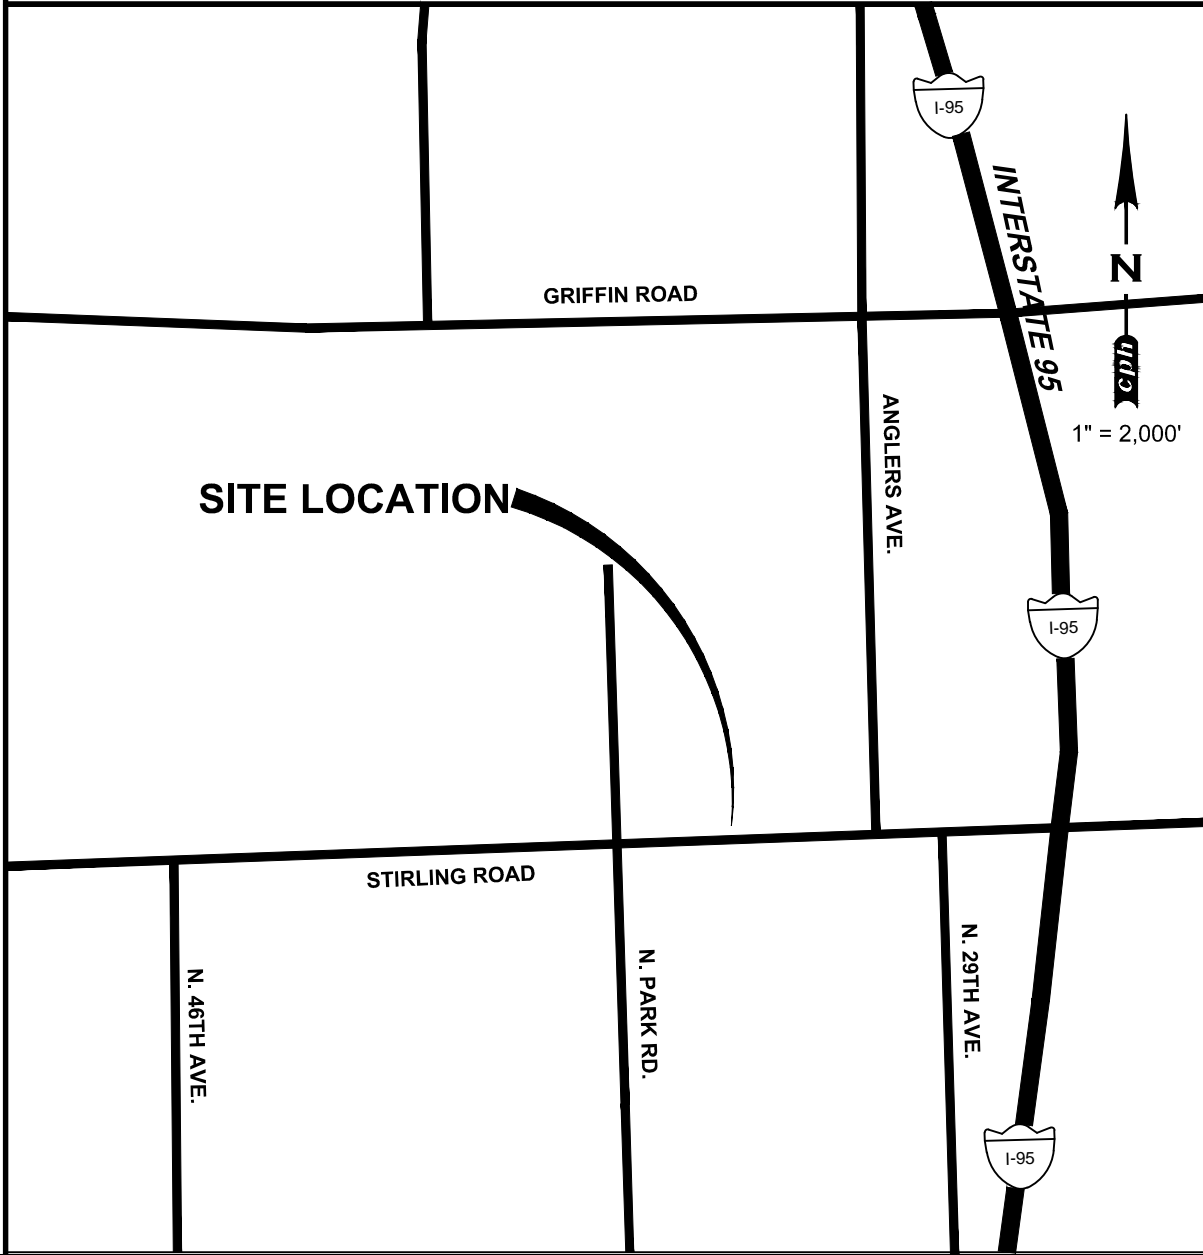 I-95
INTERSTATE 95
N
GRIFFIN ROAD
cph
1" = 2,000'
ANGLERS AVE.
SITE LOCATION
I-95
STIRLING ROAD
N. 46TH AVE.
N. PARK RD.
N. 29TH AVE.
I-95